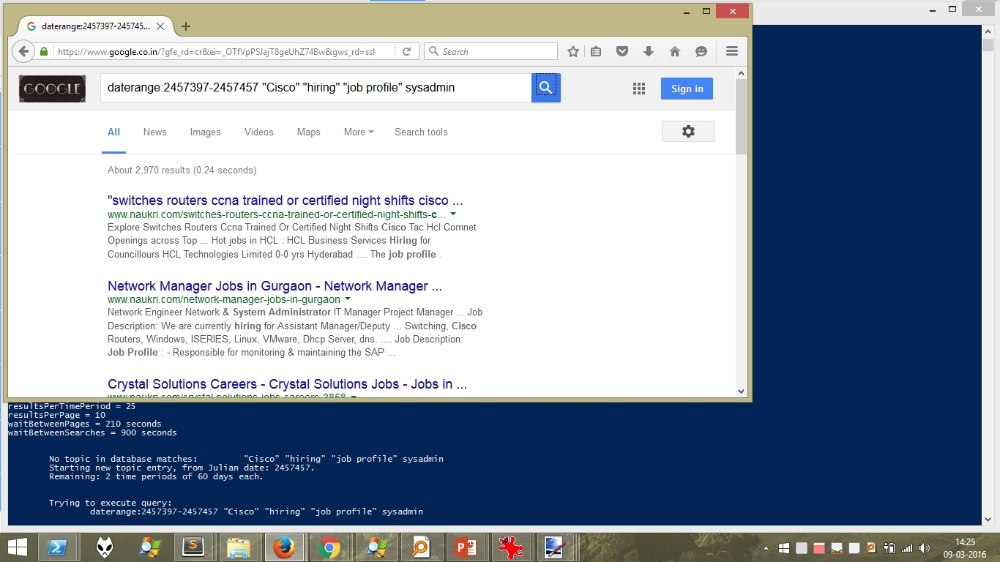 daterange:2457397-245745...
https://www.google.co.in/?gfe_rd=cr&ei=_OTfVpPSJajT8geUhZ74Bw&gws_rd=ssl
Search
GOOGLE
daterange:2457397-2457457 "Cisco" "hiring" "job profile" sysadmin
Sign in
All News Images Videos Maps More Search tools
About 2,970 results (0.24 seconds)
"switches routers ccna trained or certified night shifts cisco ...
www.naukri.com/switches-routers-ccna-trained-or-certified-night-shifts-c...
Explore Switches Routers Ccna Trained Or Certified Night Shifts Cisco Tac Hcl Comnet
Openings across Top ... Hot jobs in HCL : HCL Business Services Hiring for
Councillours HCL Technologies Limited 0-0 yrs Hyderabad .... The job profile .
Network Manager Jobs in Gurgaon - Network Manager ...
www.naukri.com/network-manager-jobs-in-gurgaon
Network Engineer Network & System Administrator IT Manager Project Manager ... Job
Description: We are currently hiring for Assistant Manager/Deputy ... Switching, Cisco
Routers, Windows, ISERIES, Linux, VMware, Dhcp Server, dns. .... Job Description:
Job Profile : - Responsible for monitoring & maintaining the SAP ...
Crystal Solutions Careers - Crystal Solutions Jobs - Jobs in ...
www.naukri.com/crystal-solutions-jobs-careers-3858
resultsPerTimePeriod = 25
resultsPerPage = 10
waitBetweenPages = 210 seconds
waitBetweenSearches = 900 seconds
No topic in database matches: "Cisco" "hiring" "job profile" sysadmin
Starting new topic entry, from Julian date: 2457457.
Remaining: 2 time periods of 60 days each.
Trying to execute query:
daterange:2457397-2457457 "Cisco" "hiring" "job profile" sysadmin
14:25
09-03-2016